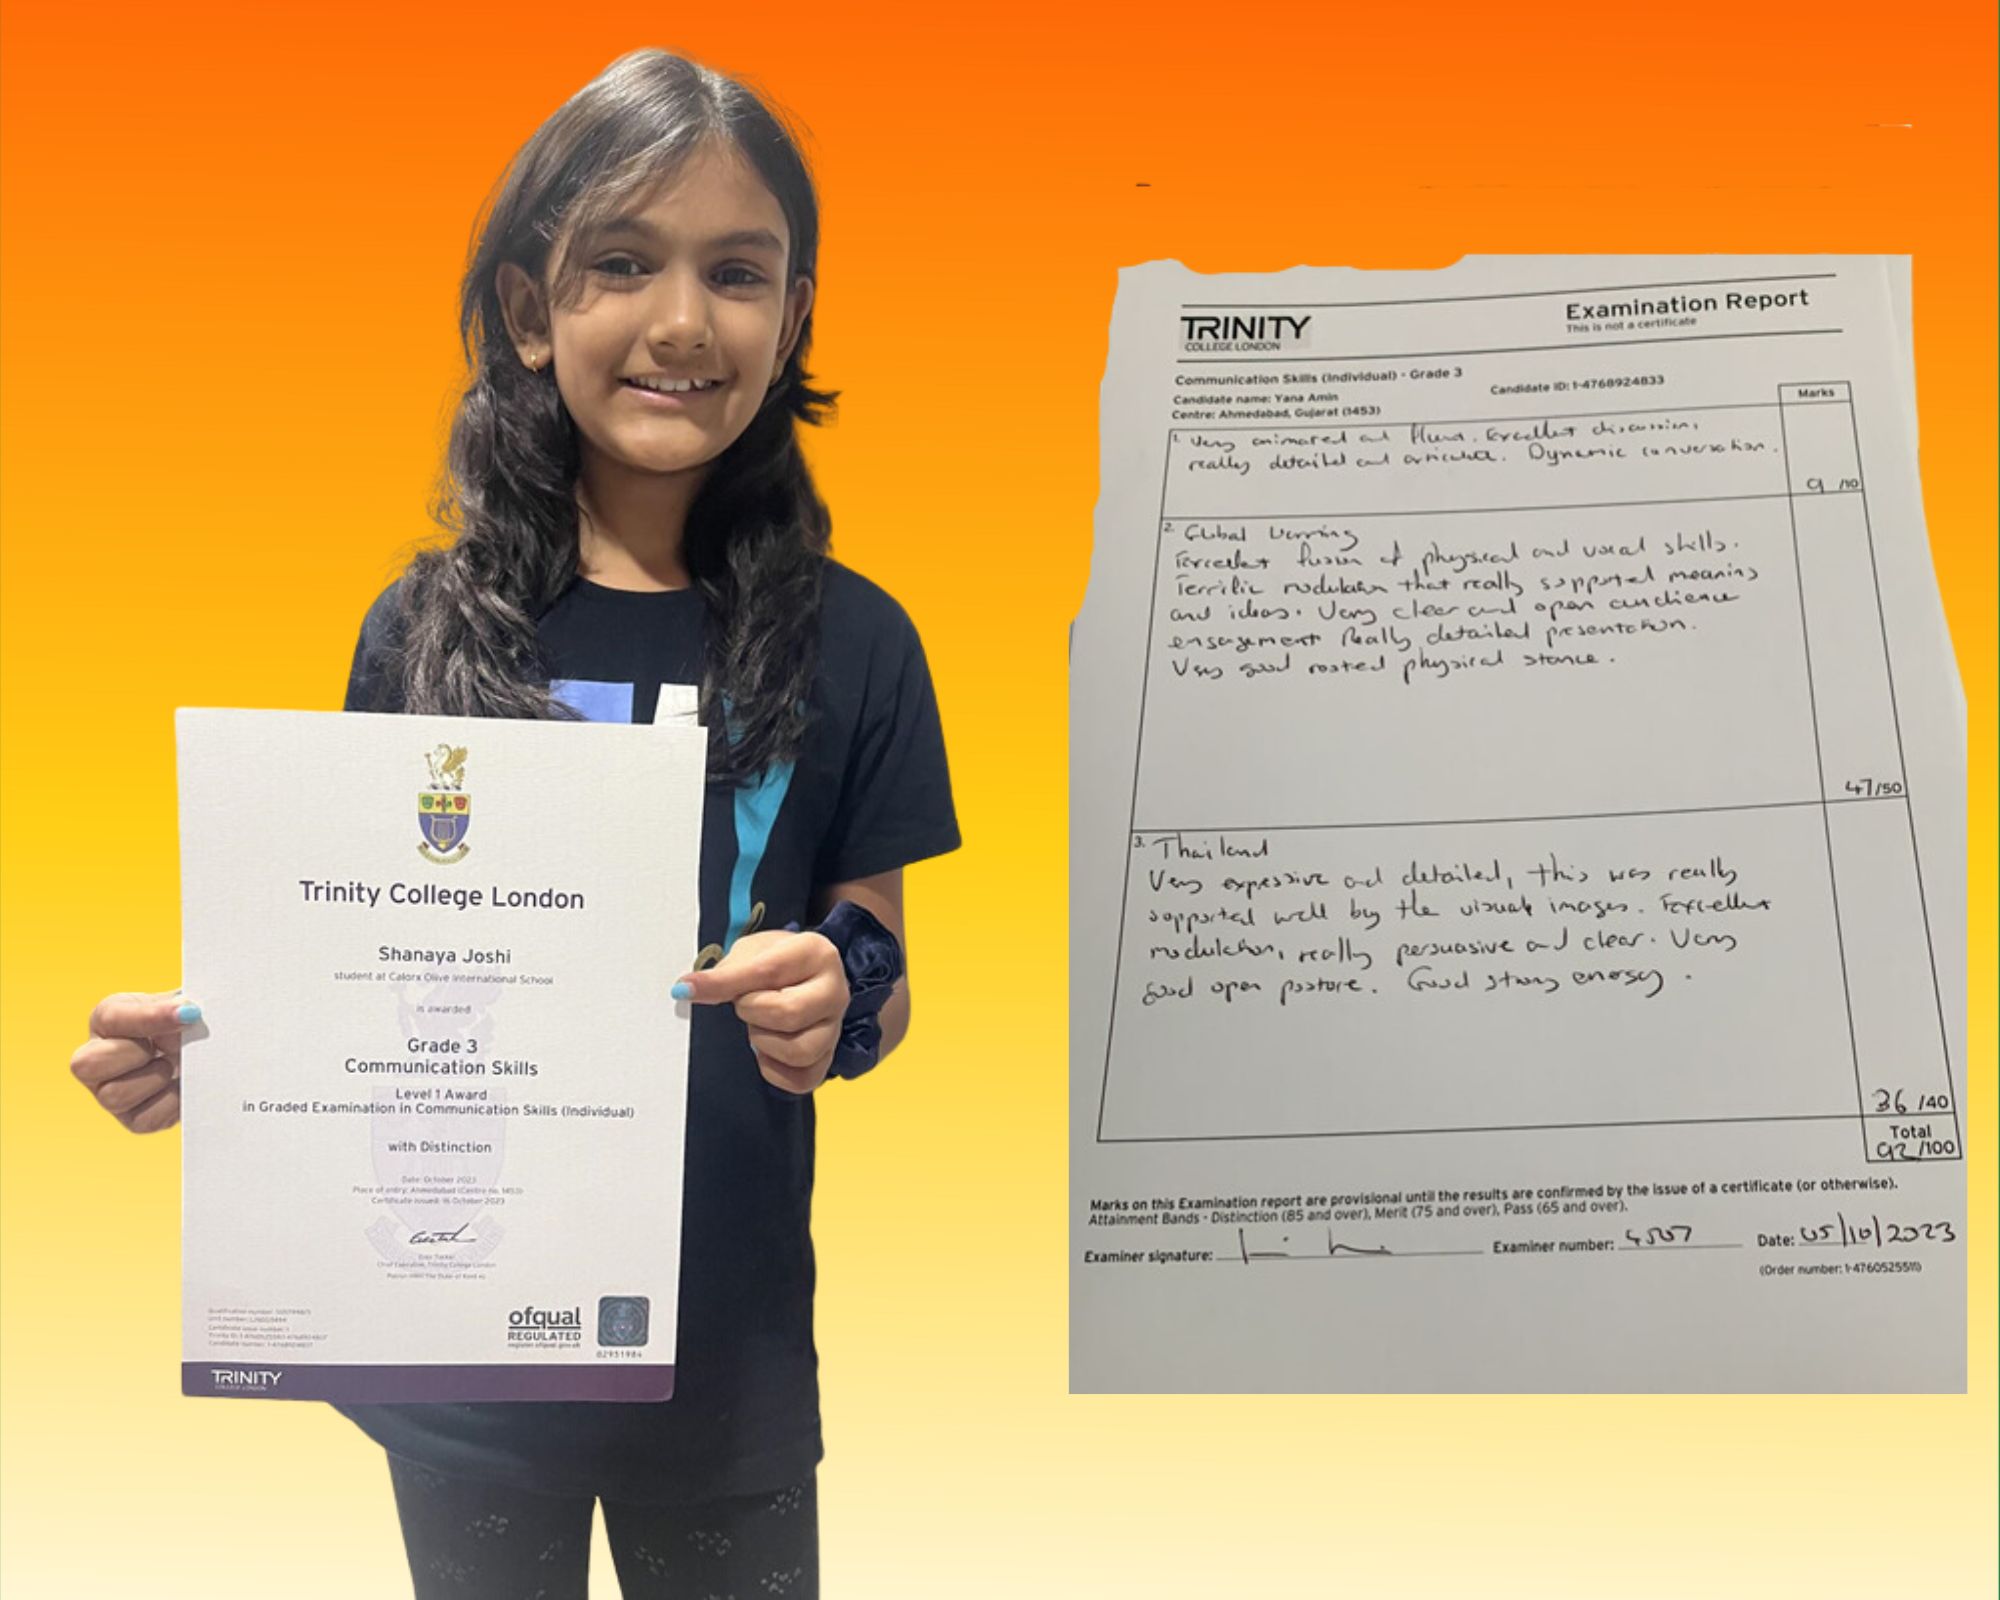 Trinity College London
Shanaya Joshi
student at Calorx Olive International School
is awarded
Grade 3
Communication Skills
Level 1 Award
in Graded Examination in Communication Skills (Individual)
with Distinction
Date: October 2023
Place of entry: Ahmedabad (Centre no. 1453)
Certificate issued: 16 October 2023
Chief Executive, Trinity College London
Patron HRH The Duke of Kent KG
ofqual
REGULATED
register.ofqual.gov.uk
02951984
TRINITY
COLLEGE LONDON
TRINITY
COLLEGE LONDON
Examination Report
This is not a certificate
Communication Skills (Individual) - Grade 3
Candidate ID: 1-4768924833
Candidate name: Yana Amin
Centre: Ahmedabad, Gujarat (1453)
Marks
1. Very animated and fluid. Excellent discussion,
really detailed and articulate. Dynamic conversation.
9 /10
2. Global Warming
Excellent fusion of physical and vocal skills.
Terrific modulation that really supported meaning
and ideas. Very clear and open audience
engagement Really detailed presentation.
Very good rooted physical stance.
47/50
3. Thailand
Very expressive and detailed, this was really
supported well by the visual images. Excellent
modulation, really persuasive and clear. Very
good open posture. Good strong energy.
36 /40
Total
92 /100
Marks on this Examination report are provisional until the results are confirmed by the issue of a certificate (or otherwise).
Attainment Bands - Distinction (85 and over), Merit (75 and over), Pass (65 and over).
Examiner signature:
Examiner number: 4507
Date: 05/10/2023
(Order number: 1-4760525511)